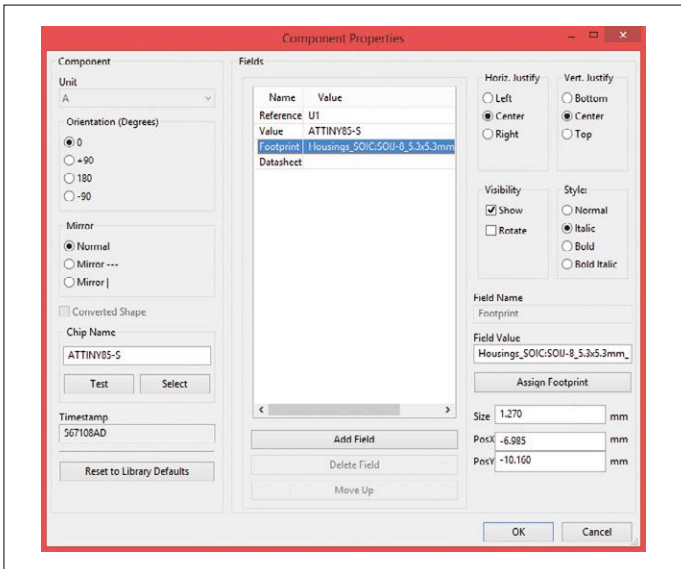 Component Properties
Component
Unit
A
Orientation (Degrees)
0
+90
180
-90
Mirror
Normal
Mirror ---
Mirror |
Converted Shape
Chip Name
ATTINY85-S
Test Select
Timestamp
567108AD
Reset to Library Defaults
Fields
Name Value
Reference U1
Value ATTINY85-S
Footprint Housings_SOIC:SOIJ-8_5.3x5.3mm
Datasheet
Add Field
Delete Field
Move Up
Horiz. Justify
Left
Center
Right
Vert. Justify
Bottom
Center
Top
Visibility
Show
Rotate
Style:
Normal
Italic
Bold
Bold Italic
Field Name
Footprint
Field Value
Housings_SOIC:SOIJ-8_5.3x5.3mm_
Assign Footprint
Size 1.270 mm
PosX -6.985 mm
PosY -10.160 mm
OK Cancel